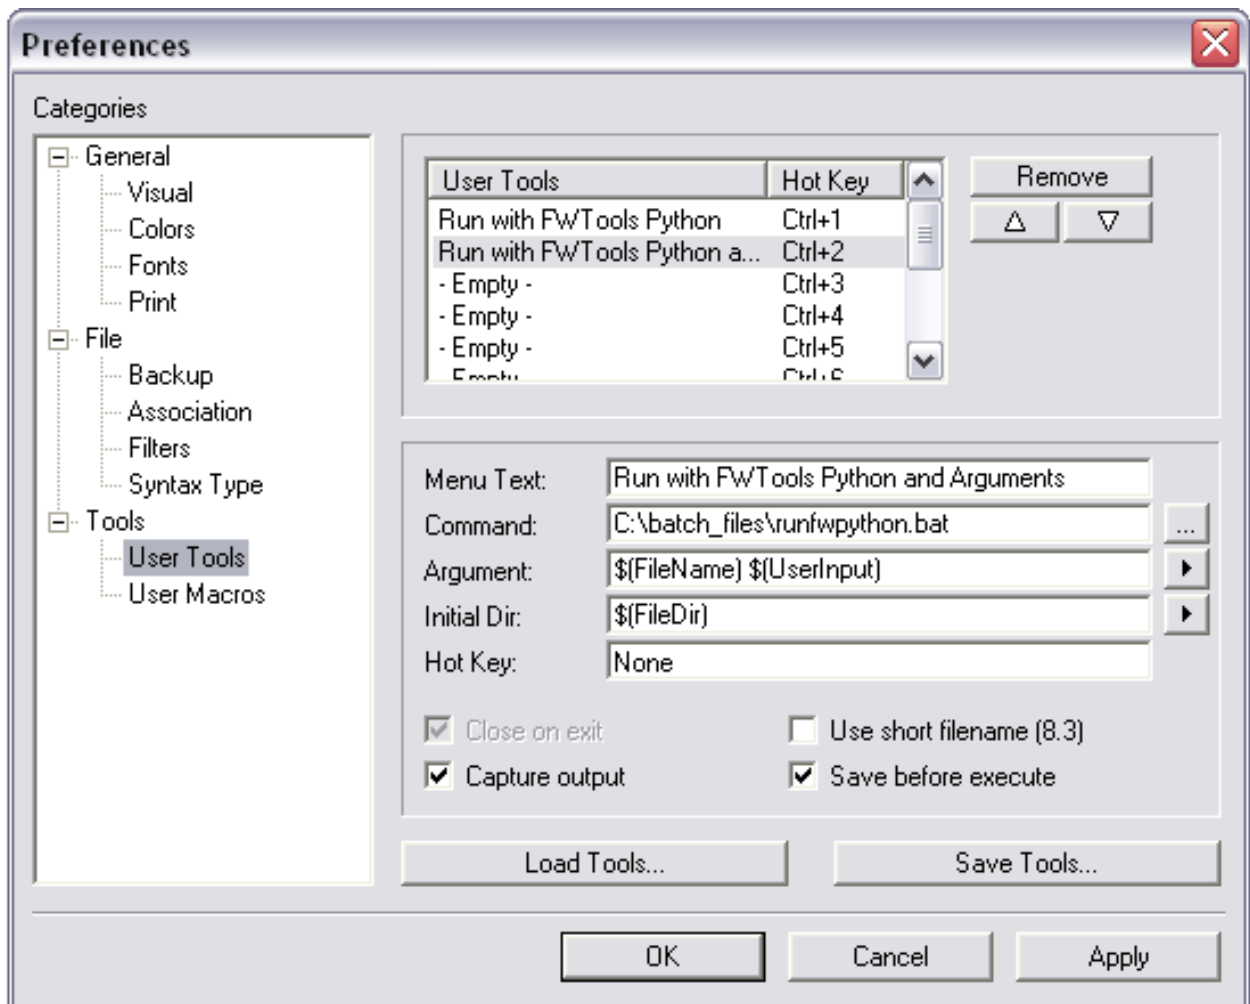 Preferences
Categories
General
Visual
Colors
Fonts
Print
File
Backup
Association
Filters
Syntax Type
Tools
User Tools
User Macros
User Tools Hot Key
Run with FWTools Python Ctrl+1
Run with FWTools Python a... Ctrl+2
- Empty - Ctrl+3
- Empty - Ctrl+4
- Empty - Ctrl+5
- Empty Ctrl+6
Remove
Menu Text: Run with FWTools Python and Arguments
Command: C:\batch_files\runfwpython.bat ...
Argument: $(FileName) $(UserInput)
Initial Dir: $(FileDir)
Hot Key: None
Close on exit Use short filename (8.3)
Capture output Save before execute
Load Tools... Save Tools...
OK Cancel Apply